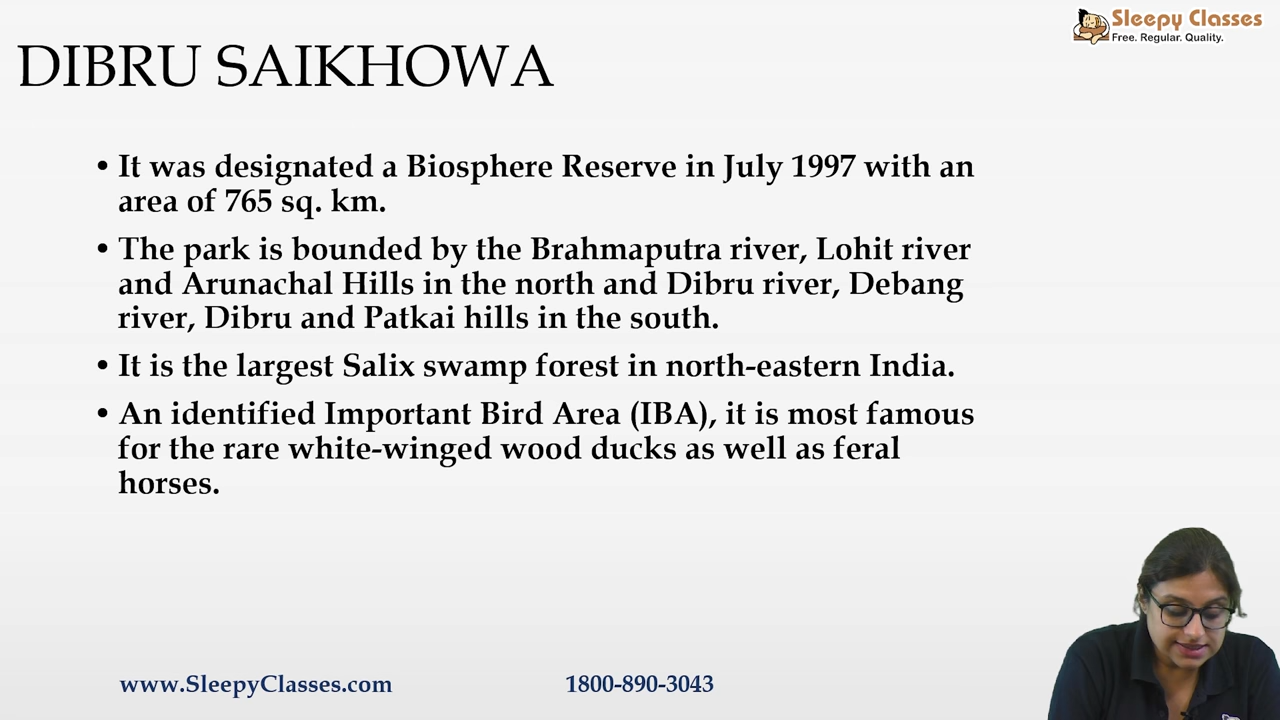 Sleepy Classes
Free. Regular. Quality.
DIBRU SAIKHOWA
• It was designated a Biosphere Reserve in July 1997 with an
area of 765 sq. km.
• The park is bounded by the Brahmaputra river, Lohit river
and Arunachal Hills in the north and Dibru river, Debang
river, Dibru and Patkai hills in the south.
• It is the largest Salix swamp forest in north-eastern India.
• An identified Important Bird Area (IBA), it is most famous
for the rare white-winged wood ducks as well as feral
horses.
www.SleepyClasses.com 1800-890-3043